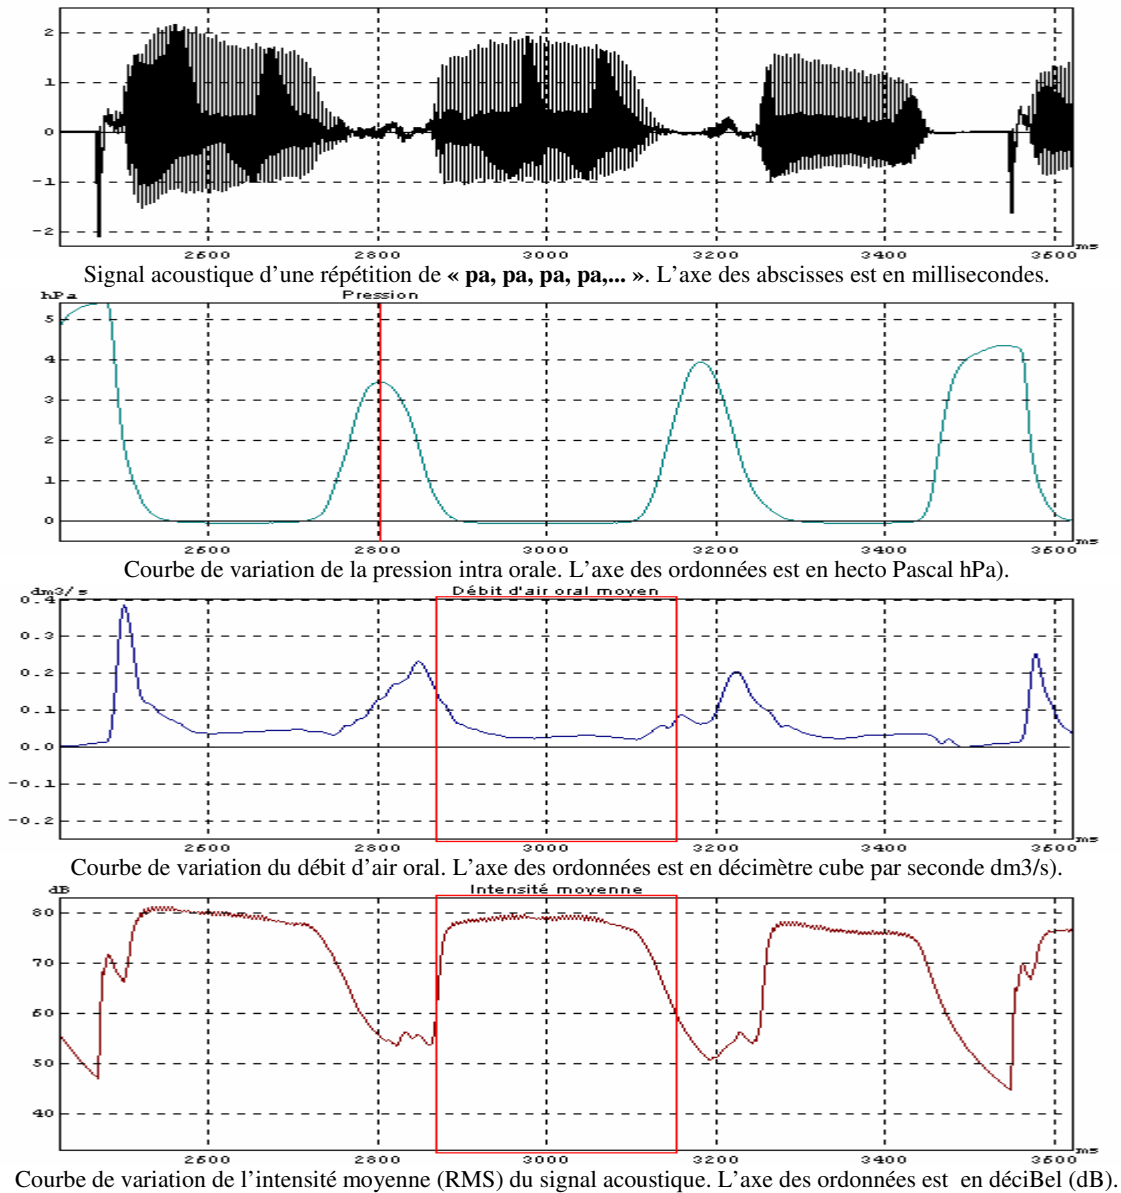 2
1
0
-1
-2
2600 2800 3000 3200 3400 3600 ms
Signal acoustique d’une répétition de « pa, pa, pa, pa,... ». L’axe des abscisses est en millisecondes.
hPa Pression
5
4
3
2
1
0
2600 2800 3000 3200 3400 3600 ms
Courbe de variation de la pression intra orale. L’axe des ordonnées est en hecto Pascal hPa).
dm3/s Débit d'air oral moyen
0.4
0.3
0.2
0.1
0.0
-0.1
-0.2
2600 2800 3000 3200 3400 3600 ms
Courbe de variation du débit d’air oral. L’axe des ordonnées est en décimètre cube par seconde dm3/s).
dB Intensité moyenne
80
70
60
50
40
2600 2800 3000 3200 3400 3600 ms
Courbe de variation de l’intensité moyenne (RMS) du signal acoustique. L’axe des ordonnées est en déciBel (dB).